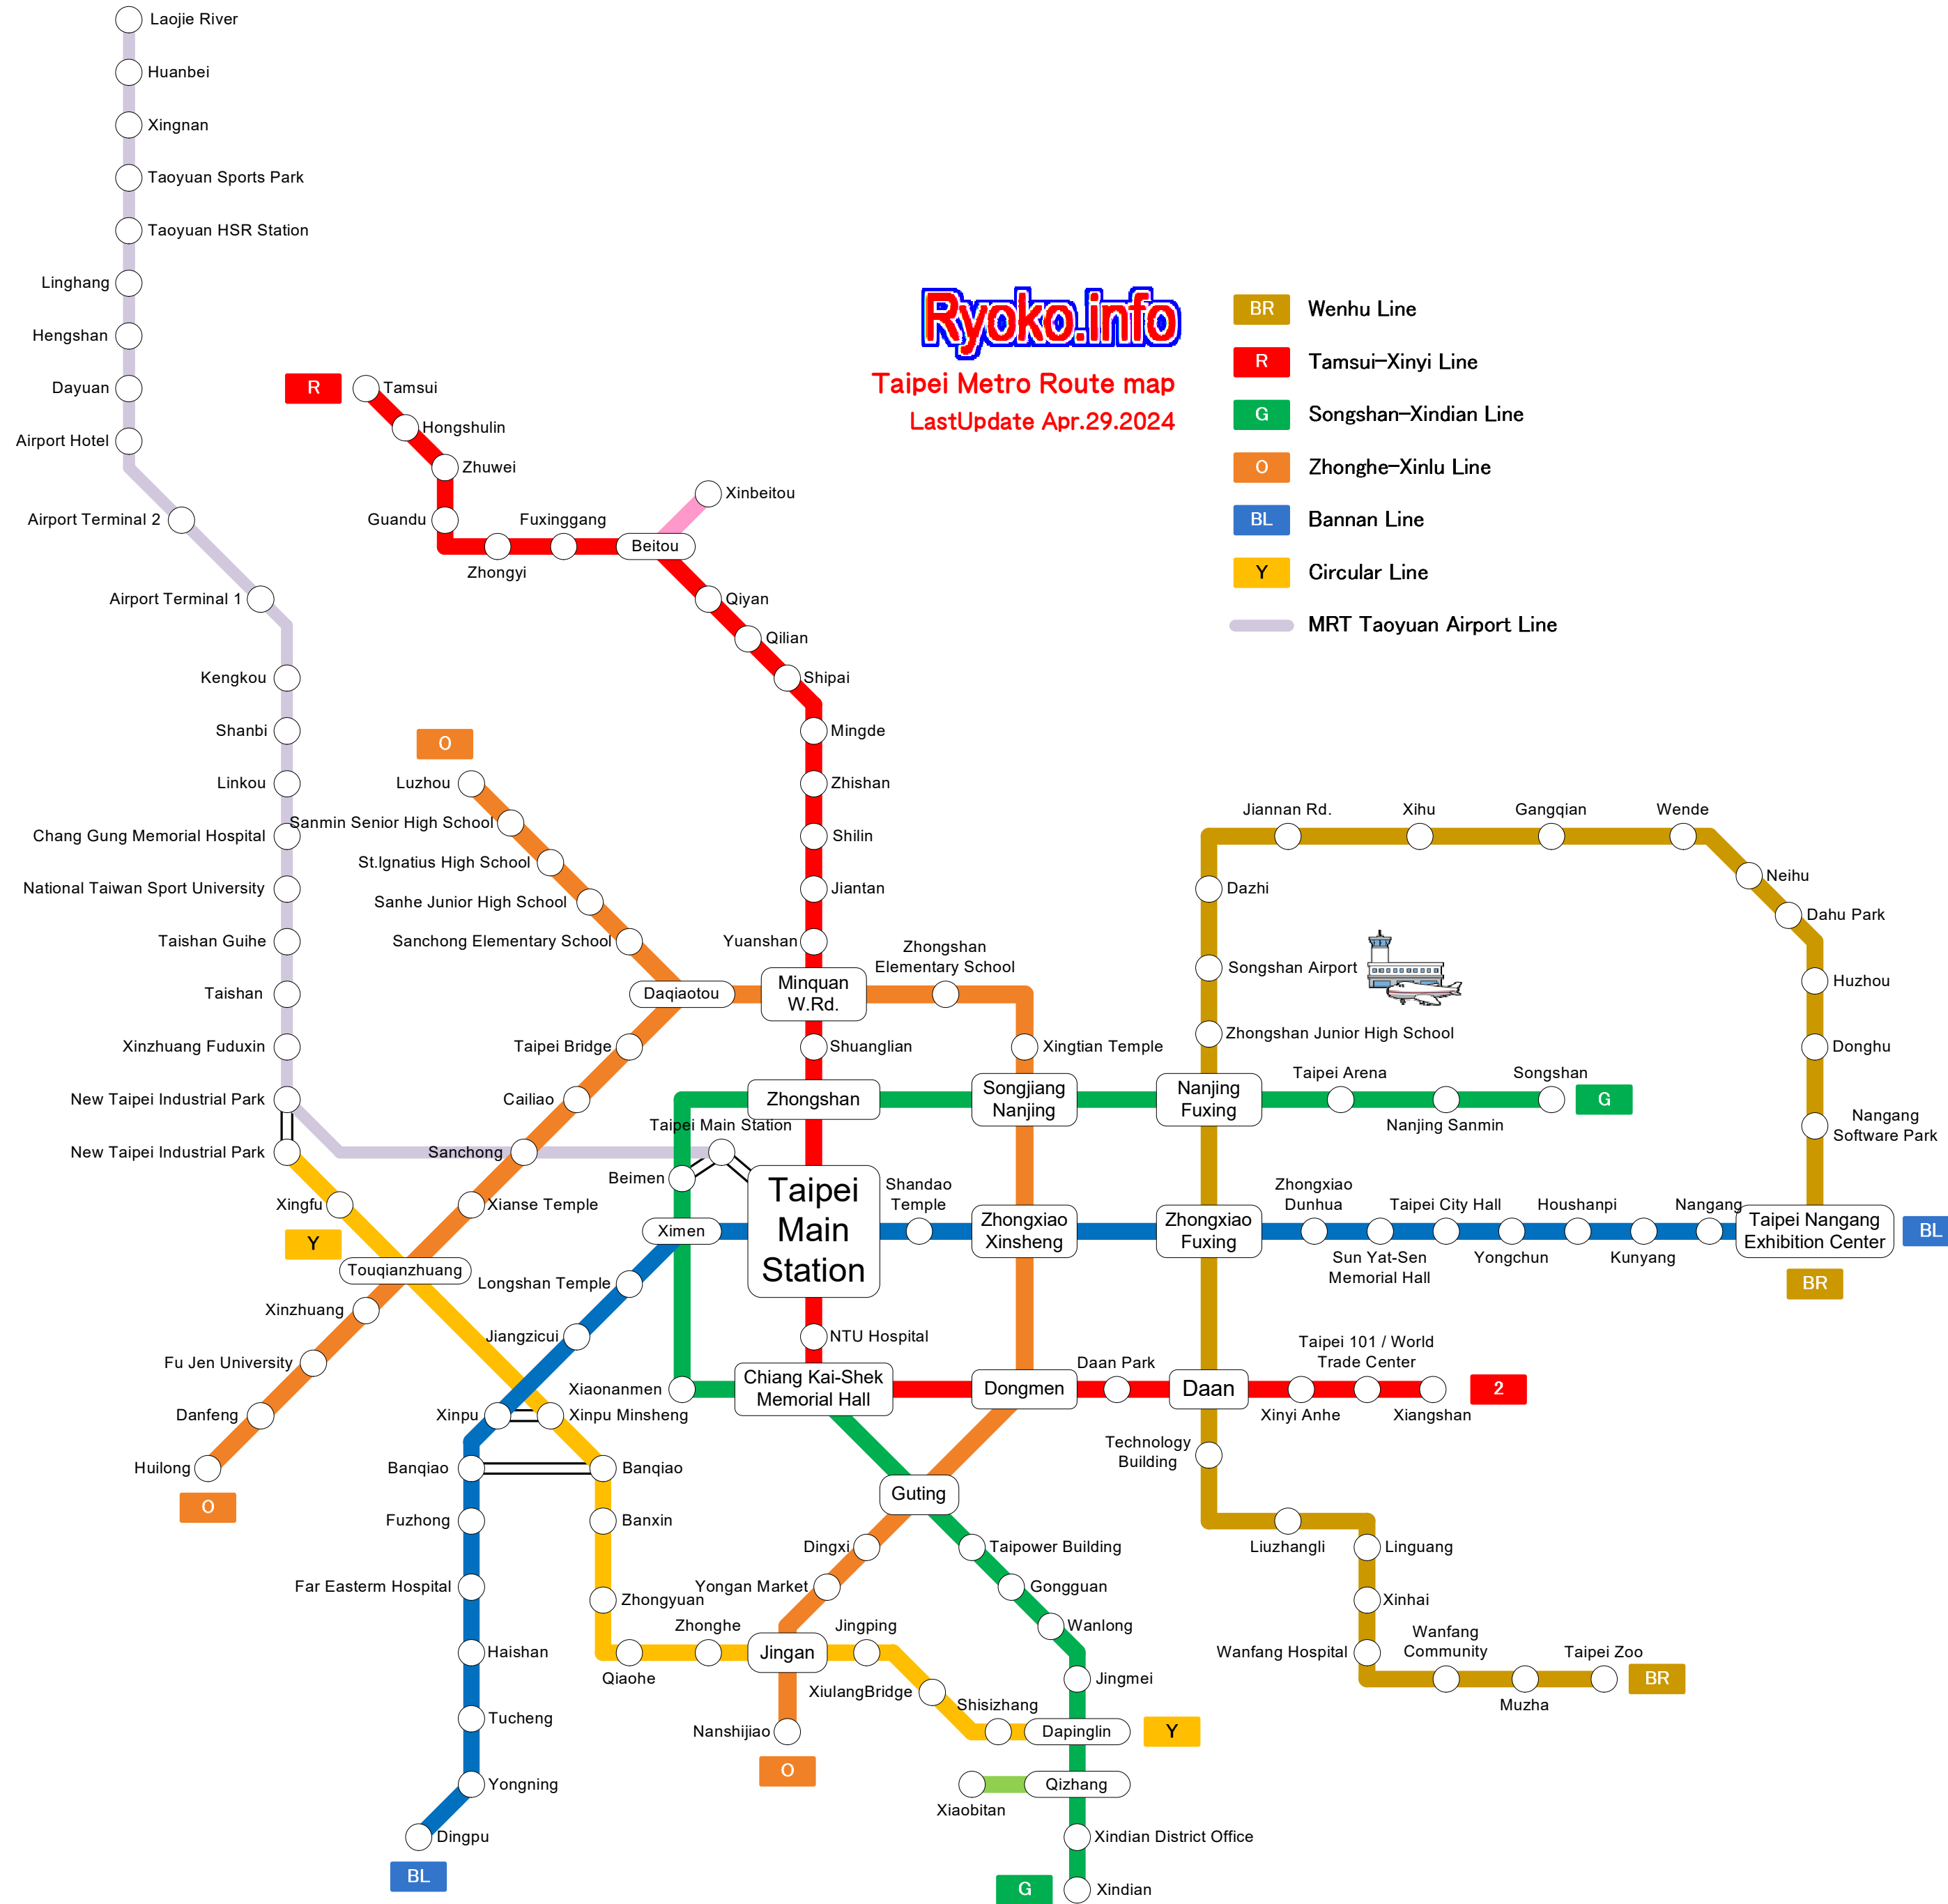 Laojie River
Huanbei
Xingnan
Taoyuan Sports Park
Taoyuan HSR Station
Linghang
Hengshan
Dayuan
Airport Hotel
Airport Terminal 2
Airport Terminal 1
Kengkou
Shanbi
Linkou
Chang Gung Memorial Hospital
National Taiwan Sport University
Taishan Guihe
Taishan
Xinzhuang Fuduxin
New Taipei Industrial Park
New Taipei Industrial Park
Xingfu
Y
Ryoko.info
Taipei Metro Route map
LastUpdate Apr.29.2024
BR Wenhu Line
R Tamsui-Xinyi Line
G Songshan-Xindian Line
O Zhonghe-Xinlu Line
BL Bannan Line
Y Circular Line
MRT Taoyuan Airport Line
R
Tamsui
Hongshulin
Zhuwei
Guandu
Zhongyi
Fuxinggang
Beitou
Xinbeitou
Qiyan
Qilian
Shipai
Mingde
Zhishan
Shilin
Jiantan
Yuanshan
Minquan
W.Rd.
Shuanglian
Zhongshan
Taipei Main Station
Taipei
Main
Station
NTU Hospital
Chiang Kai-Shek
Memorial Hall
O
Luzhou
Sanmin Senior High School
St.Ignatius High School
Sanhe Junior High School
Sanchong Elementary School
Daqiaotou
Taipei Bridge
Cailiao
Sanchong
Xianse Temple
Touqianzhuang
Xinzhuang
Fu Jen University
Danfeng
Huilong
O
Zhongshan
Elementary School
Xingtian Temple
Songjiang
Nanjing
Zhongxiao
Xinsheng
Dongmen
Jiannan Rd.
Xihu
Gangqian
Wende
Neihu
Dahu Park
Huzhou
Donghu
Nangang
Software Park
Dazhi
Songshan Airport
Zhongshan Junior High School
Nanjing
Fuxing
Taipei Arena
Nanjing Sanmin
Songshan
G
Beimen
Ximen
Shandao
Temple
Zhongxiao
Fuxing
Zhongxiao
Dunhua
Sun Yat-Sen
Memorial Hall
Taipei City Hall
Yongchun
Houshanpi
Kunyang
Nangang
Taipei Nangang
Exhibition Center
BL
BR
Longshan Temple
Jiangzicui
Xiaonanmen
Xinpu
Xinpu Minsheng
Banqiao
Banqiao
Fuzhong
Banxin
Far Easterm Hospital
Zhongyuan
Haishan
Qiaohe
Zhonghe
Tucheng
Yongning
Dingpu
BL
Daan Park
Daan
Taipei 101 / World
Trade Center
Xinyi Anhe
Xiangshan
2
Technology
Building
Liuzhangli
Linguang
Xinhai
Wanfang Hospital
Wanfang
Community
Muzha
Taipei Zoo
BR
Guting
Dingxi
Yongan Market
Jingan
Nanshijiao
O
Jingping
XiulangBridge
Shisizhang
Dapinglin
Y
Taipower Building
Gongguan
Wanlong
Jingmei
Qizhang
Xiaobitan
Xindian District Office
G
Xindian